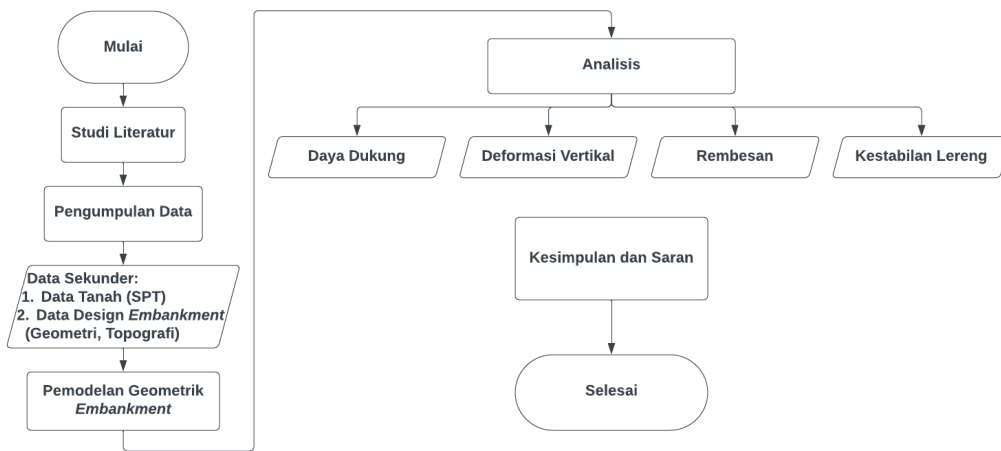 Mulai
Studi Literatur
Pengumpulan Data
Data Sekunder:
1. Data Tanah (SPT)
2. Data Design Embankment
(Geometri, Topografi)
Pemodelan Geometrik
Embankment
Analisis
Daya Dukung
Deformasi Vertikal
Rembesan
Kestabilan Lereng
Kesimpulan dan Saran
Selesai